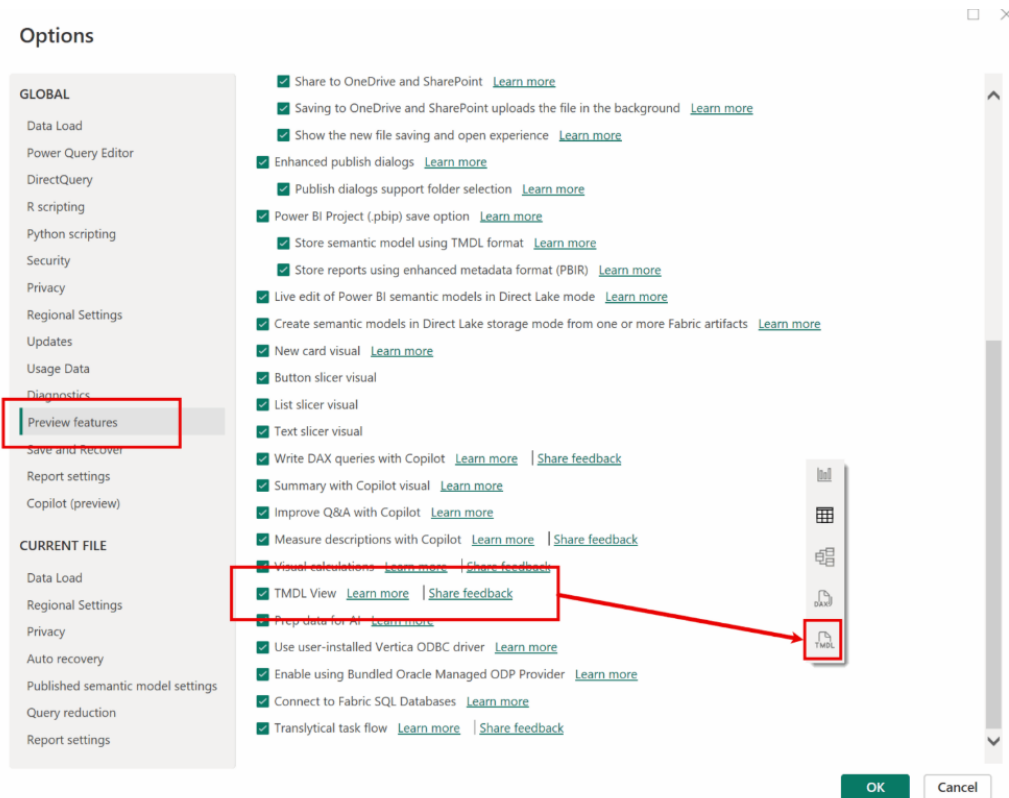 Options
GLOBAL
Data Load
Power Query Editor
DirectQuery
R scripting
Python scripting
Security
Privacy
Regional Settings
Updates
Usage Data
Diagnostics
Preview features
Save and Recover
Report settings
Copilot (preview)
CURRENT FILE
Data Load
Regional Settings
Privacy
Auto recovery
Published semantic model settings
Query reduction
Report settings
Share to OneDrive and SharePoint Learn more
Saving to OneDrive and SharePoint uploads the file in the background Learn more
Show the new file saving and open experience Learn more
Enhanced publish dialogs Learn more
Publish dialogs support folder selection Learn more
Power BI Project (.pbip) save option Learn more
Store semantic model using TMDL format Learn more
Store reports using enhanced metadata format (PBIR) Learn more
Live edit of Power BI semantic models in Direct Lake mode Learn more
Create semantic models in Direct Lake storage mode from one or more Fabric artifacts Learn more
New card visual Learn more
Button slicer visual
List slicer visual
Text slicer visual
Write DAX queries with Copilot Learn more | Share feedback
Summary with Copilot visual Learn more
Improve Q&A with Copilot Learn more
Measure descriptions with Copilot Learn more | Share feedback
Visual calculations Learn more | Share feedback
TMDL View Learn more | Share feedback
Prep data for AI Learn more
Use user-installed Vertica ODBC driver Learn more
Enable using Bundled Oracle Managed ODP Provider Learn more
Connect to Fabric SQL Databases Learn more
Translytical task flow Learn more | Share feedback
DAX
TMDL
OK
Cancel